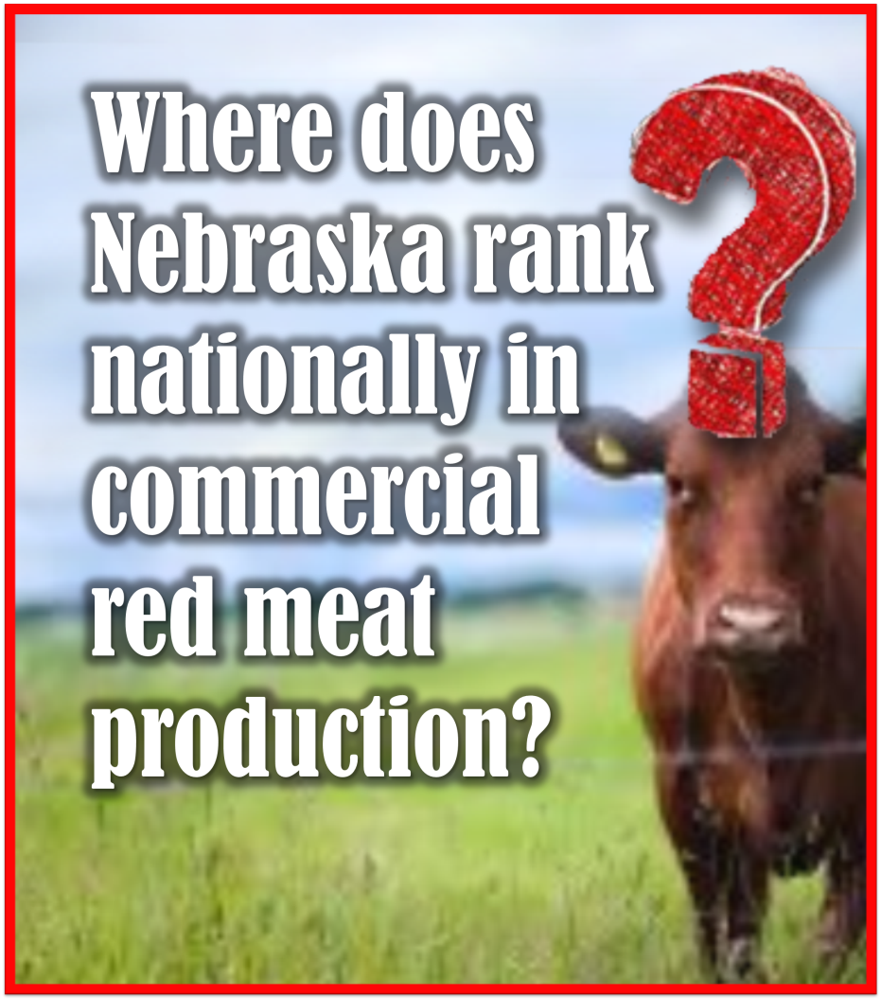 Where does
Nebraska rank
nationally in
commercial
red meat
production?
?